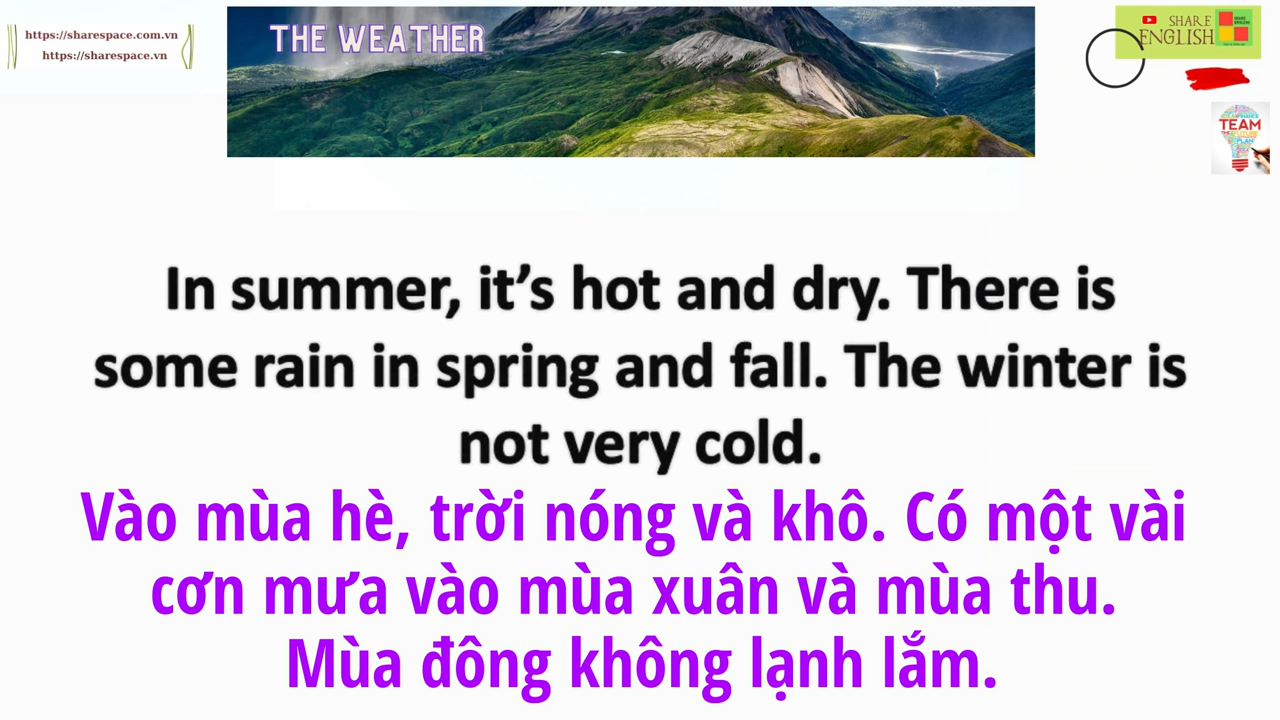 https://sharespace.com.vn
https://sharespace.vn
THE WEATHER
SHARE
ENGLISH
TEAM
PLAN
In summer, it's hot and dry. There is
some rain in spring and fall. The winter is
not very cold.
Vào mùa hè, trời nóng và khô. Có một vài
cơn mưa vào mùa xuân và mùa thu.
Mùa đông không lạnh lắm.